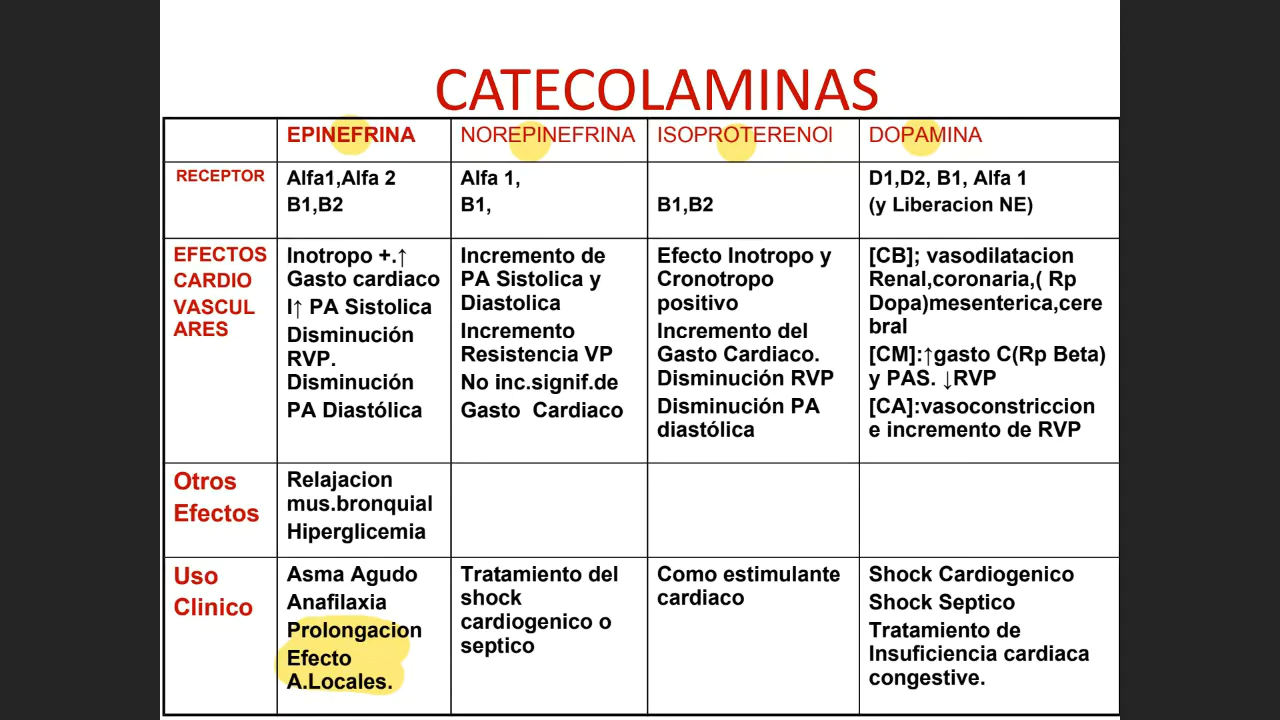 CATECOLAMINAS
EPINEFRINA
NOREPINEFRINA
ISOPROTERENOl
DOPAMINA
RECEPTOR
Alfa1,Alfa 2
B1,B2
Alfa 1,
B1,
B1,B2
D1,D2, B1, Alfa 1
(y Liberacion NE)
EFECTOS
CARDIO
VASCUL
ARES
Inotropo +.↑
Gasto cardiaco
I↑ PA Sistolica
Disminución
RVP.
Disminución
PA Diastólica
Incremento de
PA Sistolica y
Diastolica
Incremento
Resistencia VP
No inc.signif.de
Gasto Cardiaco
Efecto Inotropo y
Cronotropo
positivo
Incremento del
Gasto Cardiaco.
Disminución RVP
Disminución PA
diastólica
[CB]; vasodilatacion
Renal,coronaria,( Rp
Dopa)mesenterica,cere
bral
[CM]:↑gasto C(Rp Beta)
y PAS. ↓RVP
[CA]:vasoconstriccion
e incremento de RVP
Otros
Efectos
Relajacion
mus.bronquial
Hiperglicemia
Uso
Clinico
Asma Agudo
Anafilaxia
Prolongacion
Efecto
A.Locales.
Tratamiento del
shock
cardiogenico o
septico
Como estimulante
cardiaco
Shock Cardiogenico
Shock Septico
Tratamiento de
Insuficiencia cardiaca
congestive.